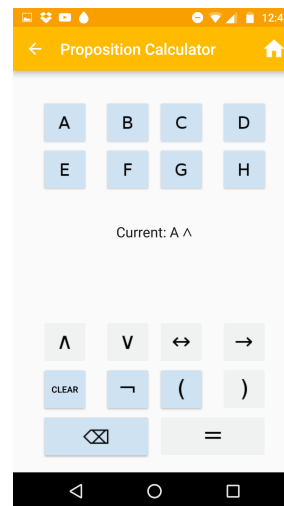 12:4
← Proposition Calculator
A B C D
E F G H
Current: A ∧
∧ ∨ ↔ →
CLEAR ¬ ( )
⌫ =